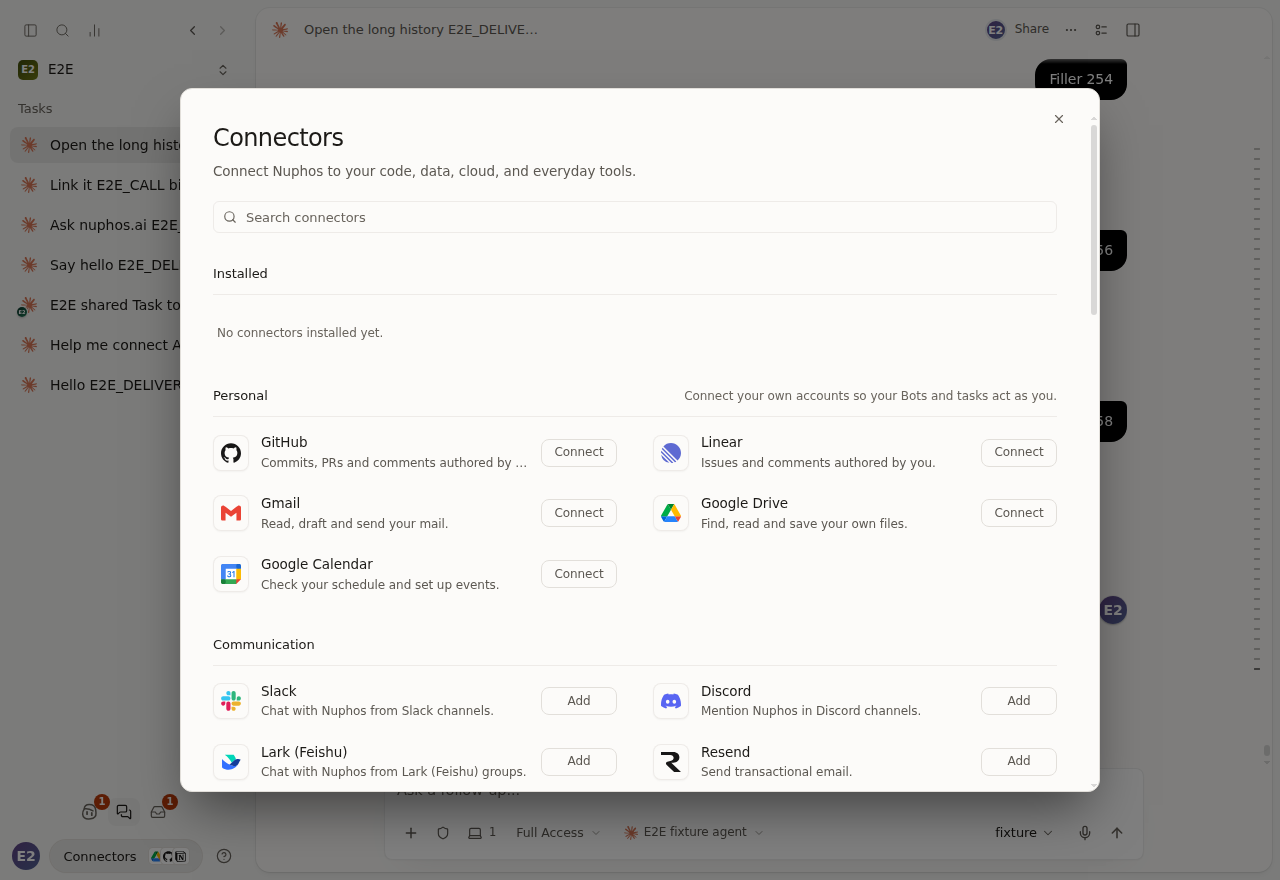 Open the long history E2E_DELIVE...
E2
Share
E2
E2E
Tasks
Filler 254
Open the long hist
Link it E2E_CALL bi
Ask nuphos.ai E2E_
Say hello E2E_DEL
E2E shared Task to
Help me connect A
Hello E2E_DELIVER
Connectors
Connect Nuphos to your code, data, cloud, and everyday tools.
Search connectors
Installed
56
No connectors installed yet.
Personal
Connect your own accounts so your Bots and tasks act as you.
58
GitHub
Commits, PRs and comments authored by ...
Connect
Linear
Issues and comments authored by you.
Connect
Gmail
Read, draft and send your mail.
Connect
Google Drive
Find, read and save your own files.
Connect
31
Google Calendar
Check your schedule and set up events.
Connect
E2
Communication
Slack
Chat with Nuphos from Slack channels.
Add
Discord
Mention Nuphos in Discord channels.
Add
Lark (Feishu)
Chat with Nuphos from Lark (Feishu) groups.
Add
Resend
Send transactional email.
Add
1
1
1
Full Access
E2E fixture agent
fixture
E2
Connectors